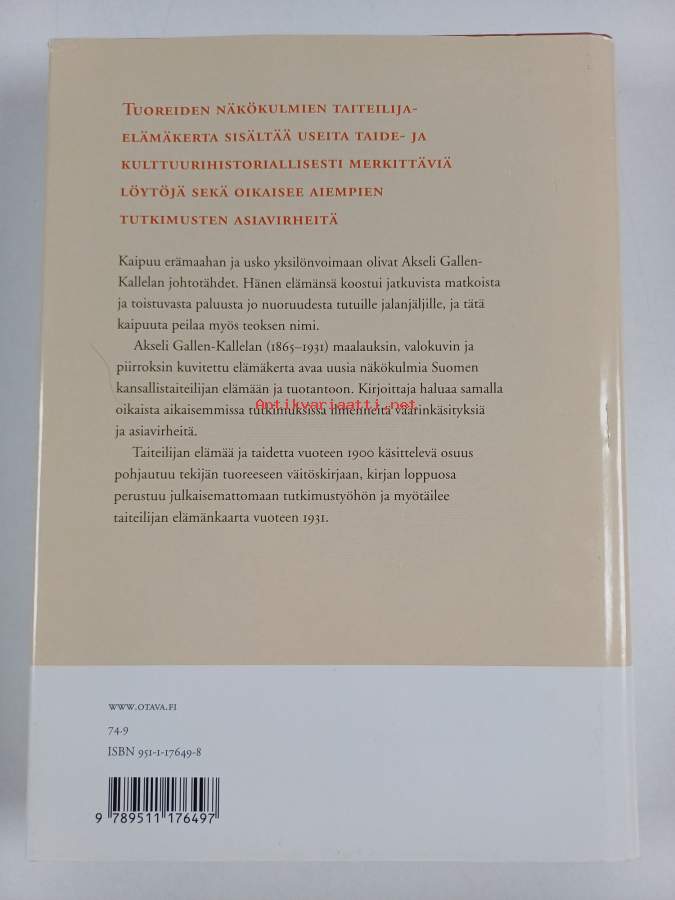 Tuoreiden näkökulmien taiteilija-
elämäkerta sisältää useita taide- ja
kulttuurihistoriallisesti merkittäviä
löytöjä sekä oikaisee aiempien
tutkimusten asiavirheitä
Kaipuu erämaahan ja usko yksilönvoimaan olivat Akseli Gallen-
Kallelan johtotähdet. Hänen elämänsä koostui jatkuvista matkoista
ja toistuvasta paluusta jo nuoruudesta tutuille jalanjäljille, ja tätä
kaipuuta peilaa myös teoksen nimi.
Akseli Gallen-Kallelan (1865–1931) maalauksin, valokuvin ja
piirroksin kuvitettu elämäkerta avaa uusia näkökulmia Suomen
kansallistaiteilijan elämään ja tuotantoon. Kirjoittaja haluaa samalla
Antikvariaatti.net
oikaista aikaisemmissa tutkimuksissa ilmenneitä väärinkäsityksiä
ja asiavirheitä.
Taiteilijan elämää ja taidetta vuoteen 1900 käsittelevä osuus
pohjautuu tekijän tuoreeseen väitöskirjaan, kirjan loppuosa
perustuu julkaisemattomaan tutkimustyöhön ja myötäilee
taiteilijan elämänkaarta vuoteen 1931.
www.otava.fi
74.9
ISBN 951-1-17649-8
9 789511 176497